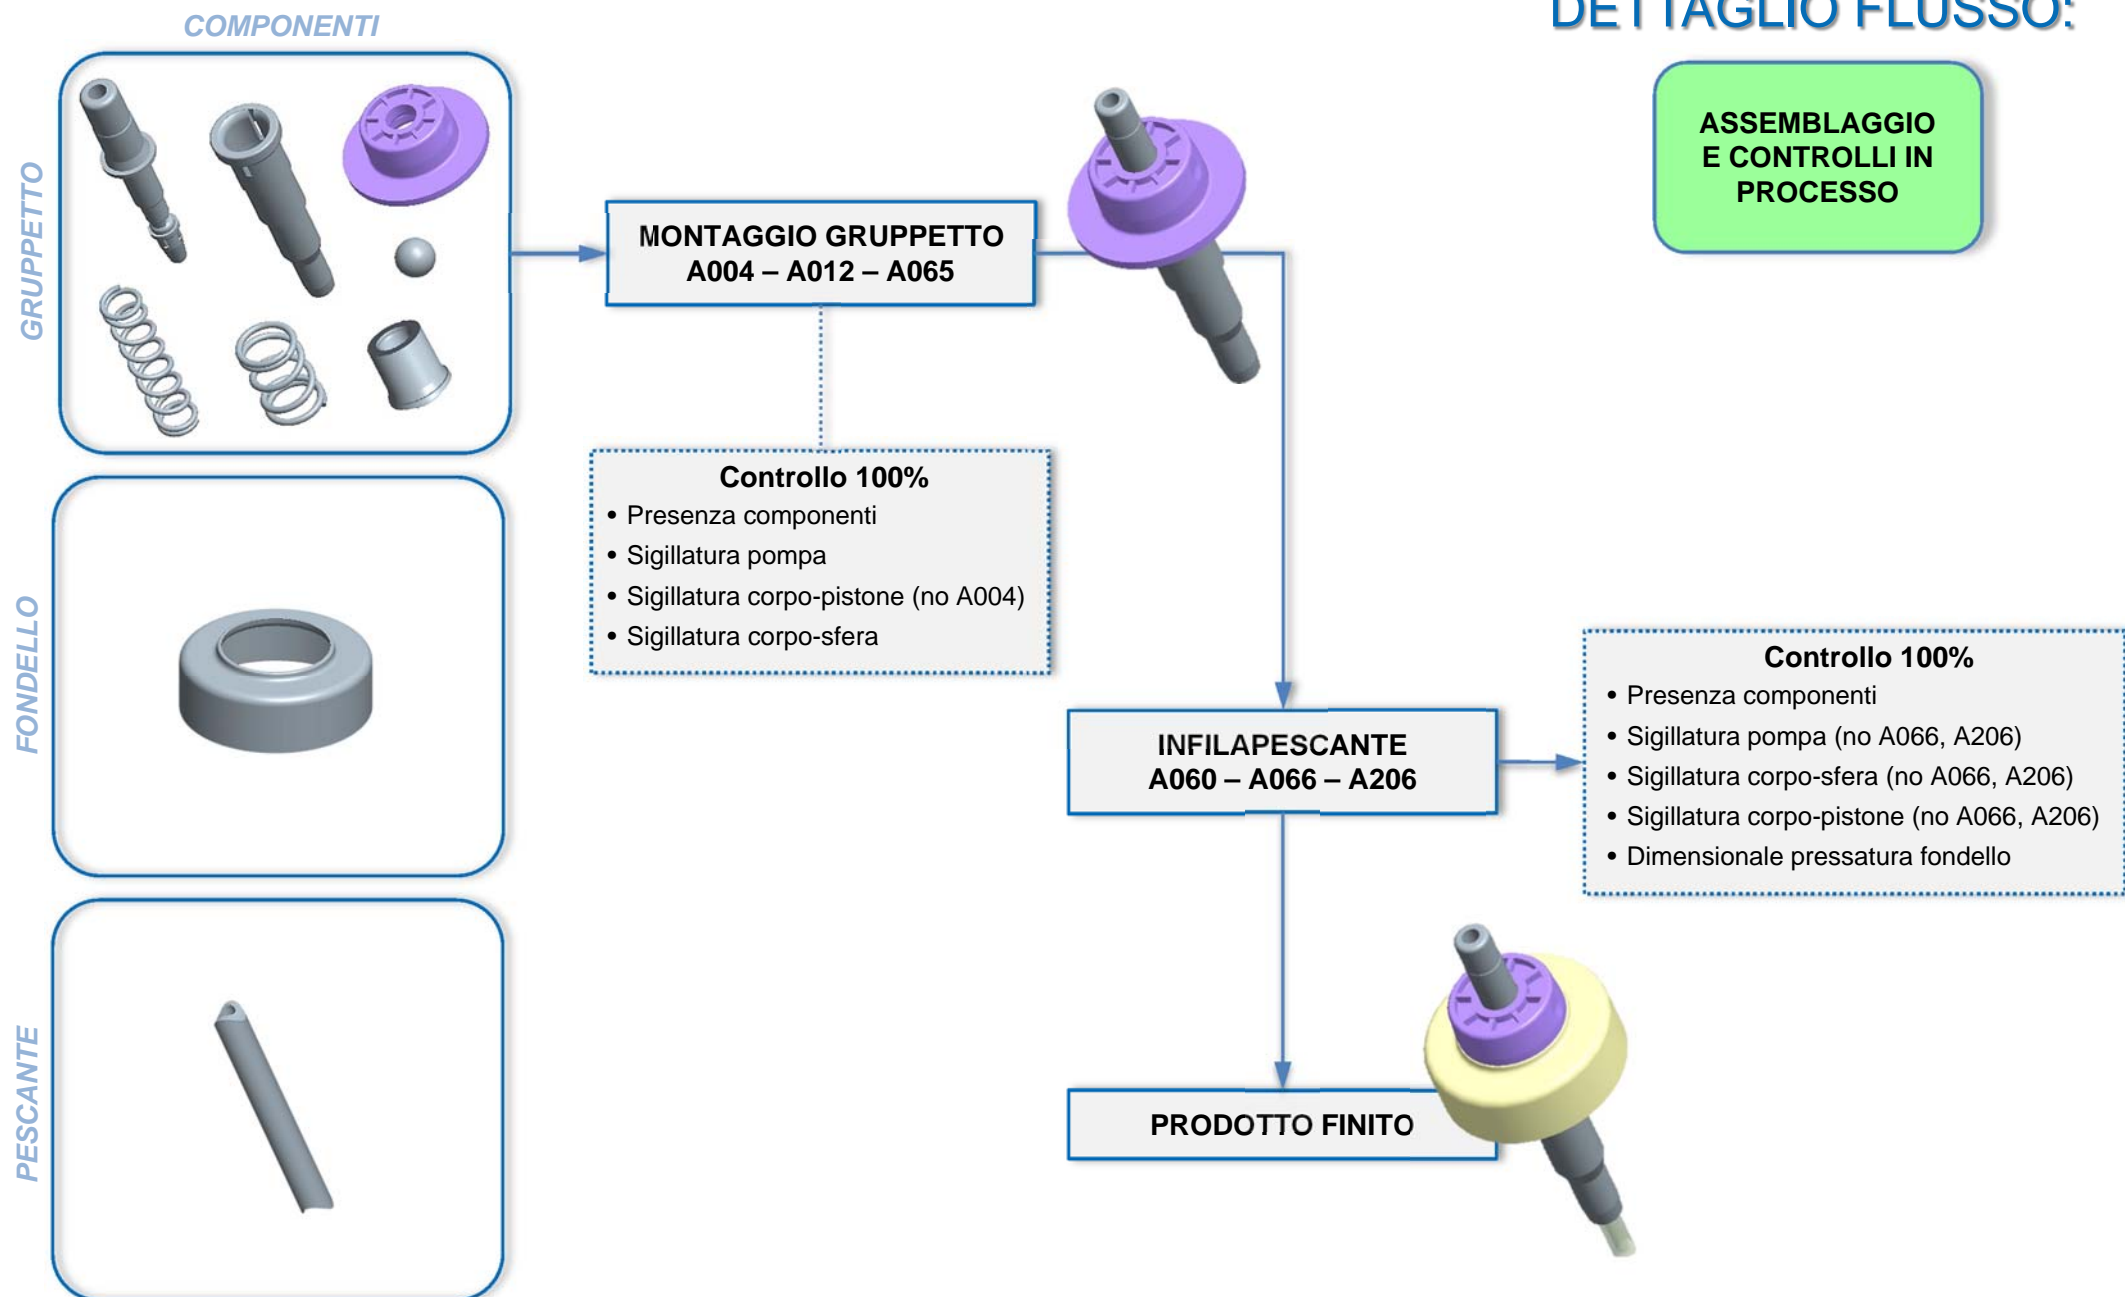 COMPONENTI
DETTAGLIO FLUSSO:
ASSEMBLAGGIO
E CONTROLLI IN
PROCESSO
GRUPPETTO
MONTAGGIO GRUPPETTO
A004 – A012 – A065
Controllo 100%
• Presenza componenti
• Sigillatura pompa
• Sigillatura corpo-pistone (no A004)
• Sigillatura corpo-sfera
FONDELLO
INFILAPESCANTE
A060 – A066 – A206
Controllo 100%
• Presenza componenti
• Sigillatura pompa (no A066, A206)
• Sigillatura corpo-sfera (no A066, A206)
• Sigillatura corpo-pistone (no A066, A206)
• Dimensionale pressatura fondello
PESCANTE
PRODOTTO FINITO